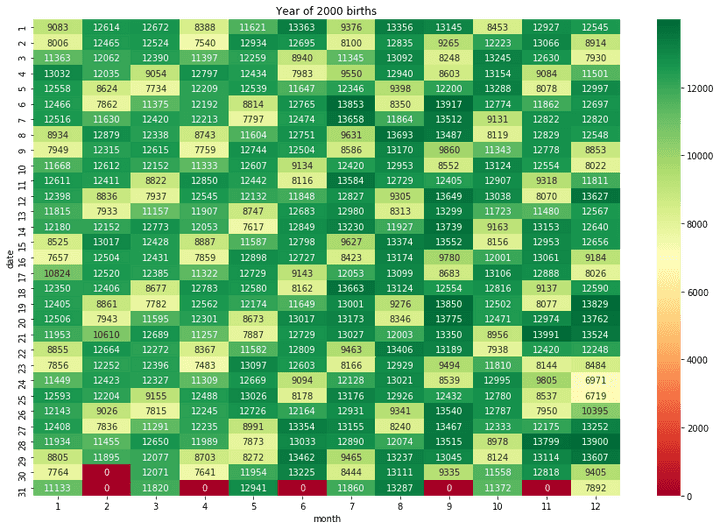 Year of 2000 births
1 9083 12614 12672 8388 11621 13363 9376 13356 13145 8453 12927 12545
2 8006 12465 12524 7540 12934 12695 8100 12835 9265 12223 13066 8914
3 11363 12062 12390 11397 12259 8940 11345 13092 8248 13245 12630 7930
4 13032 12035 9054 12797 12434 7983 9550 12940 8603 13154 9084 11501
5 12558 8624 7734 12209 12539 11647 12346 9398 12200 13288 8078 12997
6 12466 7862 11375 12192 8814 12765 13853 8350 13917 12774 11862 12697
7 12516 11630 12420 12213 7797 12474 13658 11864 13512 9131 12822 12820
8 8934 12879 12338 8743 11604 12751 9631 13693 13487 8119 12829 12548
9 7949 12315 12615 7759 12744 12504 8586 13170 9860 11343 12778 8853
10 11668 12612 12152 11333 12607 9134 12420 12953 8552 13124 12554 8022
11 12611 12411 8822 12850 12442 8116 13584 12729 12405 12907 9318 11811
12 12398 8836 7937 12545 12132 11848 12827 9305 13649 13038 8070 13627
13 11815 7933 11157 11907 8747 12683 12980 8313 13299 11723 11480 12567
14 12180 12152 12773 12053 7617 12849 13230 11927 13739 9163 13153 12640
15 8525 13017 12428 8887 11587 12798 9627 13374 13552 8156 12953 12656
16 7657 12504 12431 7859 12898 12727 8423 13172 9780 12001 13061 9184
17 10824 12520 12385 11322 12729 9143 12053 13099 8683 13106 12888 8026
18 12350 12406 8677 12783 12580 8162 13663 13124 12554 12816 9137 12590
19 12405 8861 7782 12562 12174 11649 13001 9276 13850 12502 8077 13829
20 12506 7943 11595 12301 8673 13017 13173 8346 13775 12471 12974 13762
21 11953 10610 12689 11257 7887 12729 13027 12003 13350 8956 13991 13524
22 8855 12664 12272 8367 11582 12809 9463 13406 13189 7938 12420 12248
23 7856 12252 12396 7483 13097 12603 8166 12929 9494 11810 8144 8484
24 11449 12423 12327 11309 12669 9094 12128 13021 8539 12995 9805 6971
25 12593 12204 9155 12488 13026 8178 13176 12926 12432 12780 8537 6719
26 12143 9026 7815 12245 12726 12164 12931 9341 13540 12787 7950 10395
27 12408 7836 11291 12235 8991 13354 13155 8240 13467 12333 12175 13252
28 11934 11455 12650 11989 7873 13033 12890 12074 13515 8978 13799 13900
29 8805 11895 12077 8703 8272 13462 9465 13237 13045 8124 13114 13607
30 7764 0 12071 7641 11954 13225 8444 13111 9335 11558 12818 9405
31 11133 0 11820 0 12941 0 11860 13287 0 11372 0 7892
1 2 3 4 5 6 7 8 9 10 11 12
month
date
12000
10000
8000
6000
4000
2000
0